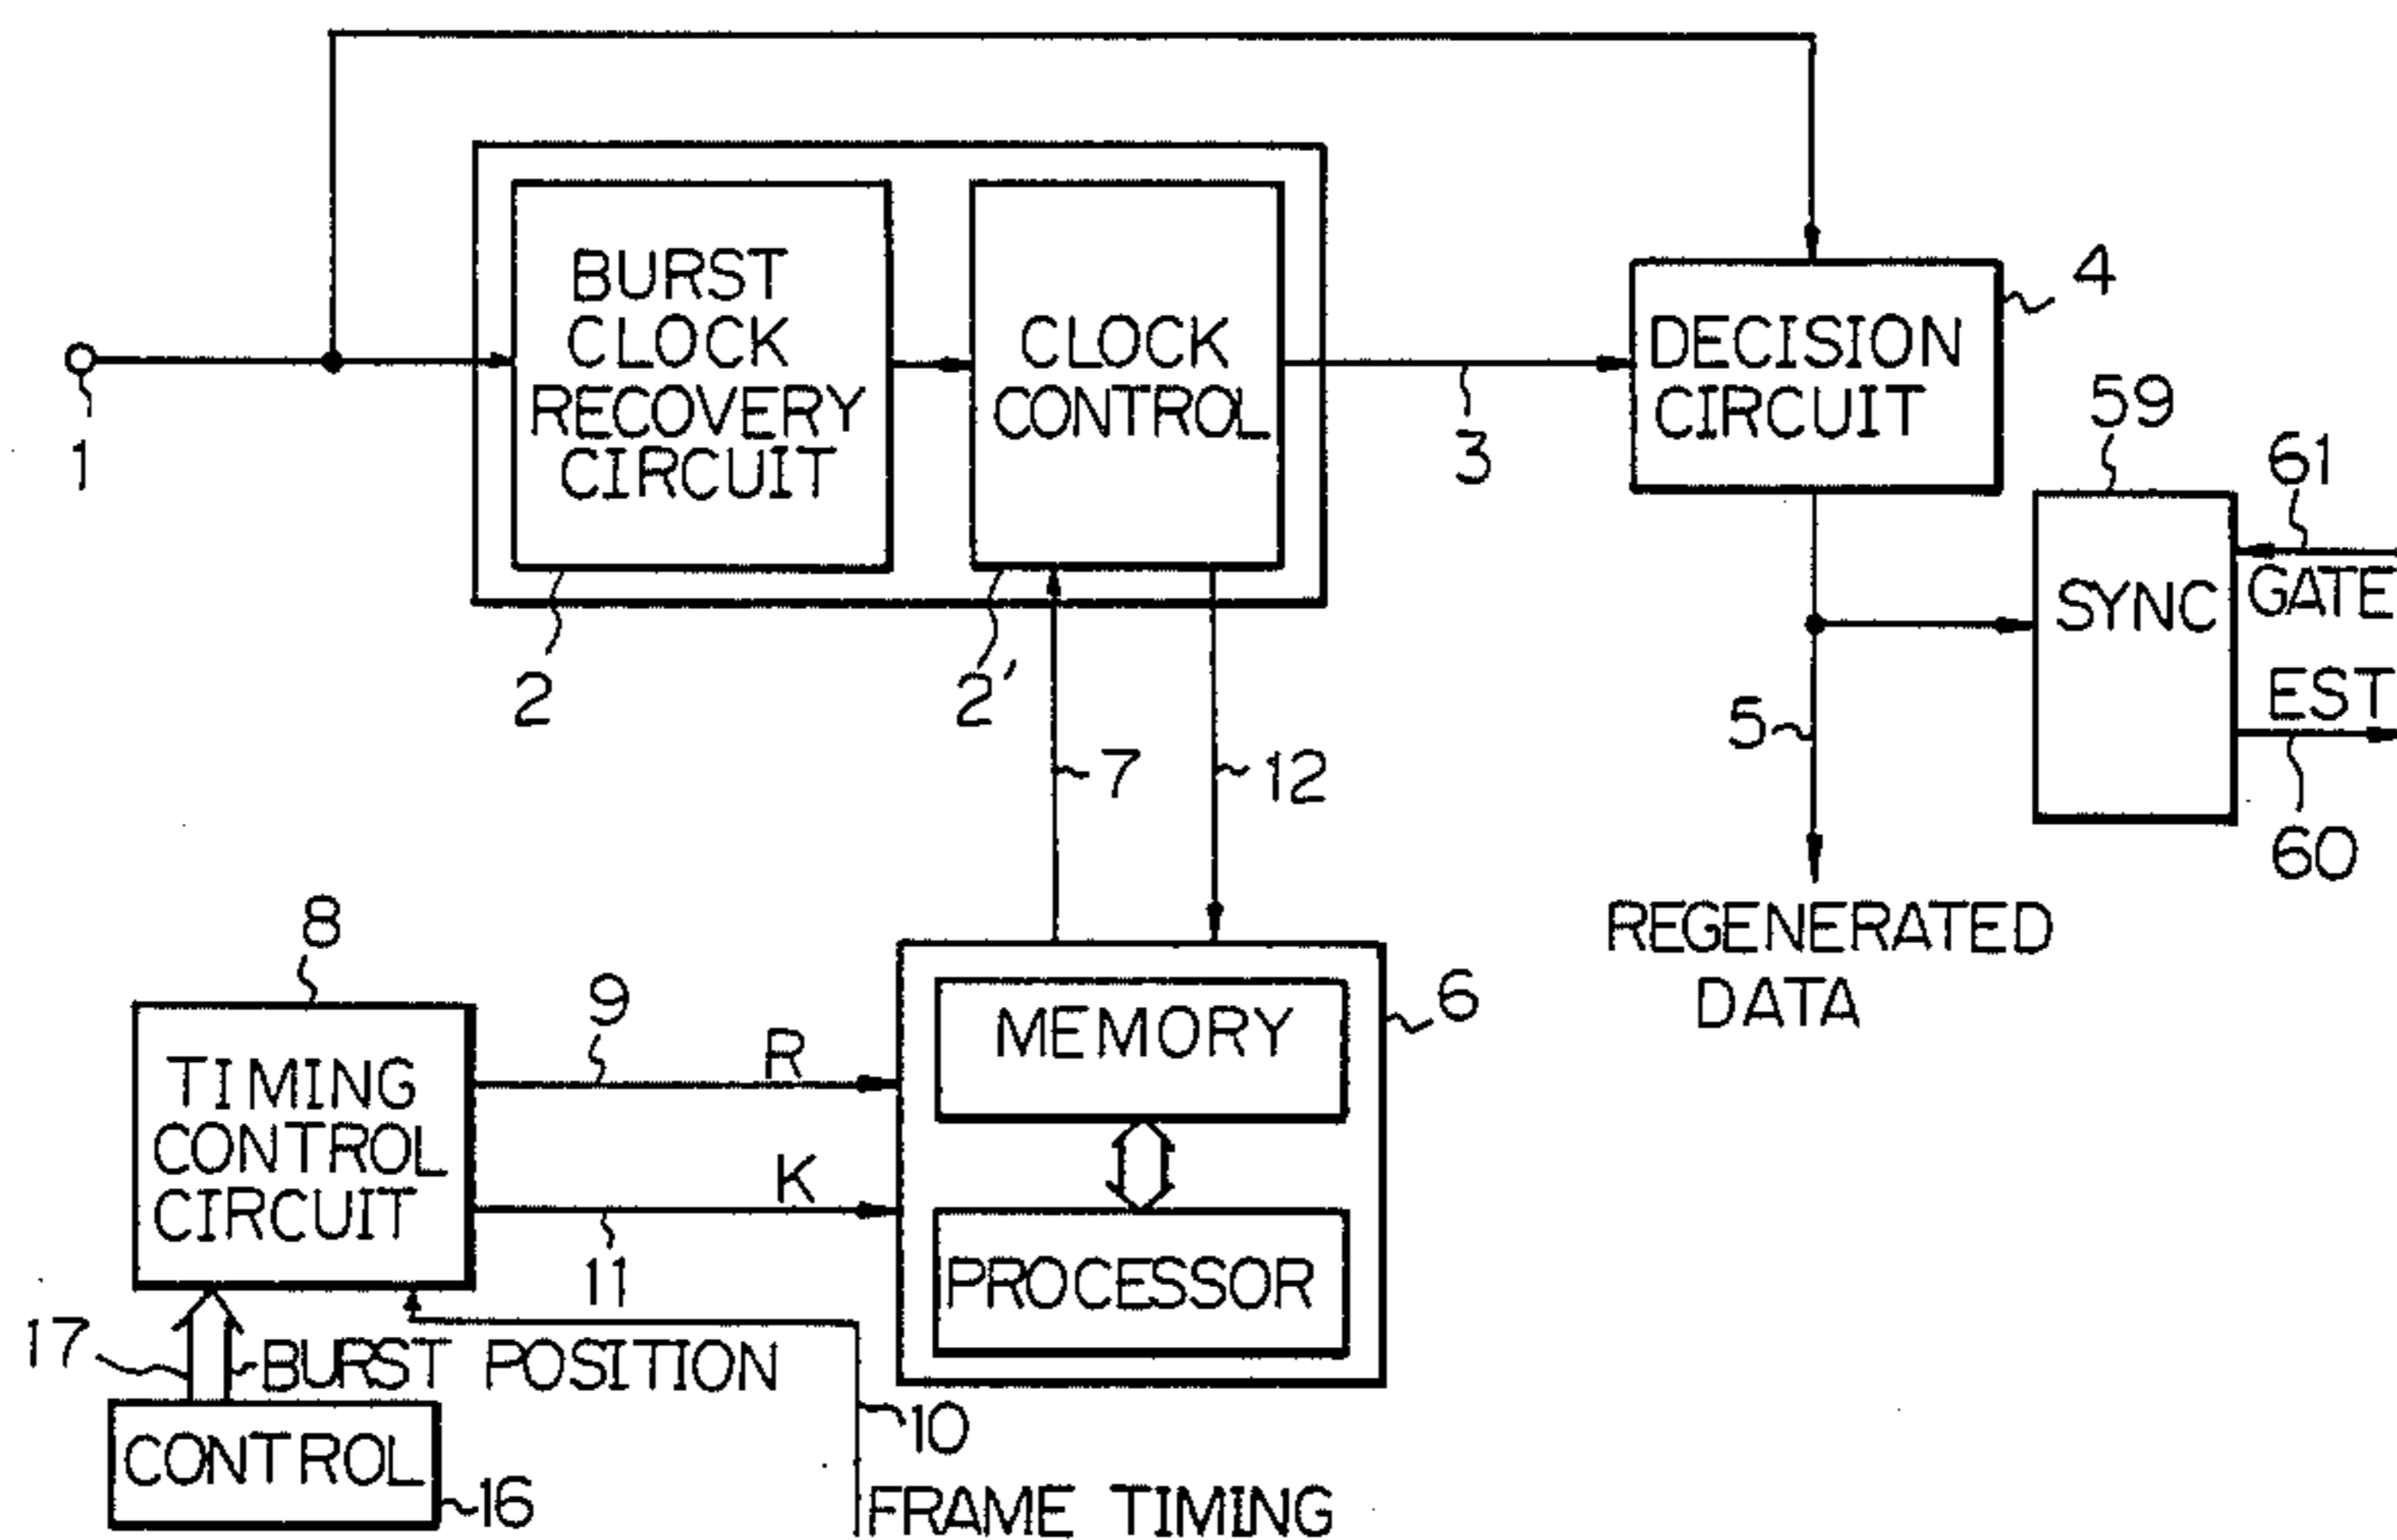 BURST
CLOCK
RECOVERY
CIRCUIT
CLOCK
CONTROL
DECISION
CIRCUIT
4
59
61
1
3
SYNC
GATE
EST
2
2'
5
7
12
60
REGENERATED
DATA
8
9
R
MEMORY
6
TIMING
CONTROL
CIRCUIT
K
11
PROCESSOR
17
BURST POSITION
10
CONTROL
16
FRAME TIMING